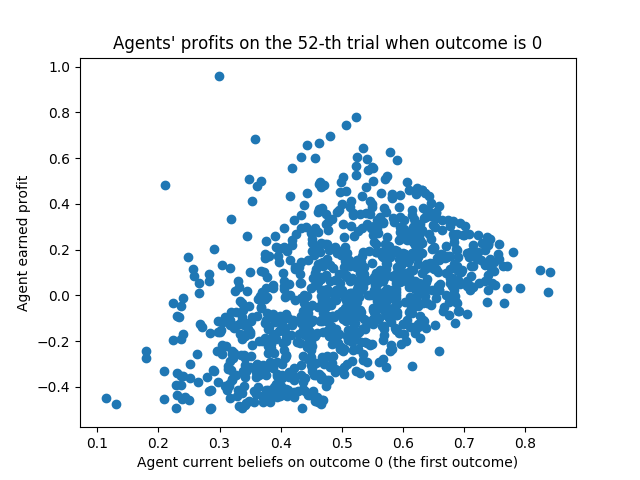 Agents' profits on the 52-th trial when outcome is 0
1.0
0.8
0.6
0.4
0.2
0.0
−0.2
−0.4
Agent earned profit
0.1 0.2 0.3 0.4 0.5 0.6 0.7 0.8
Agent current beliefs on outcome 0 (the first outcome)